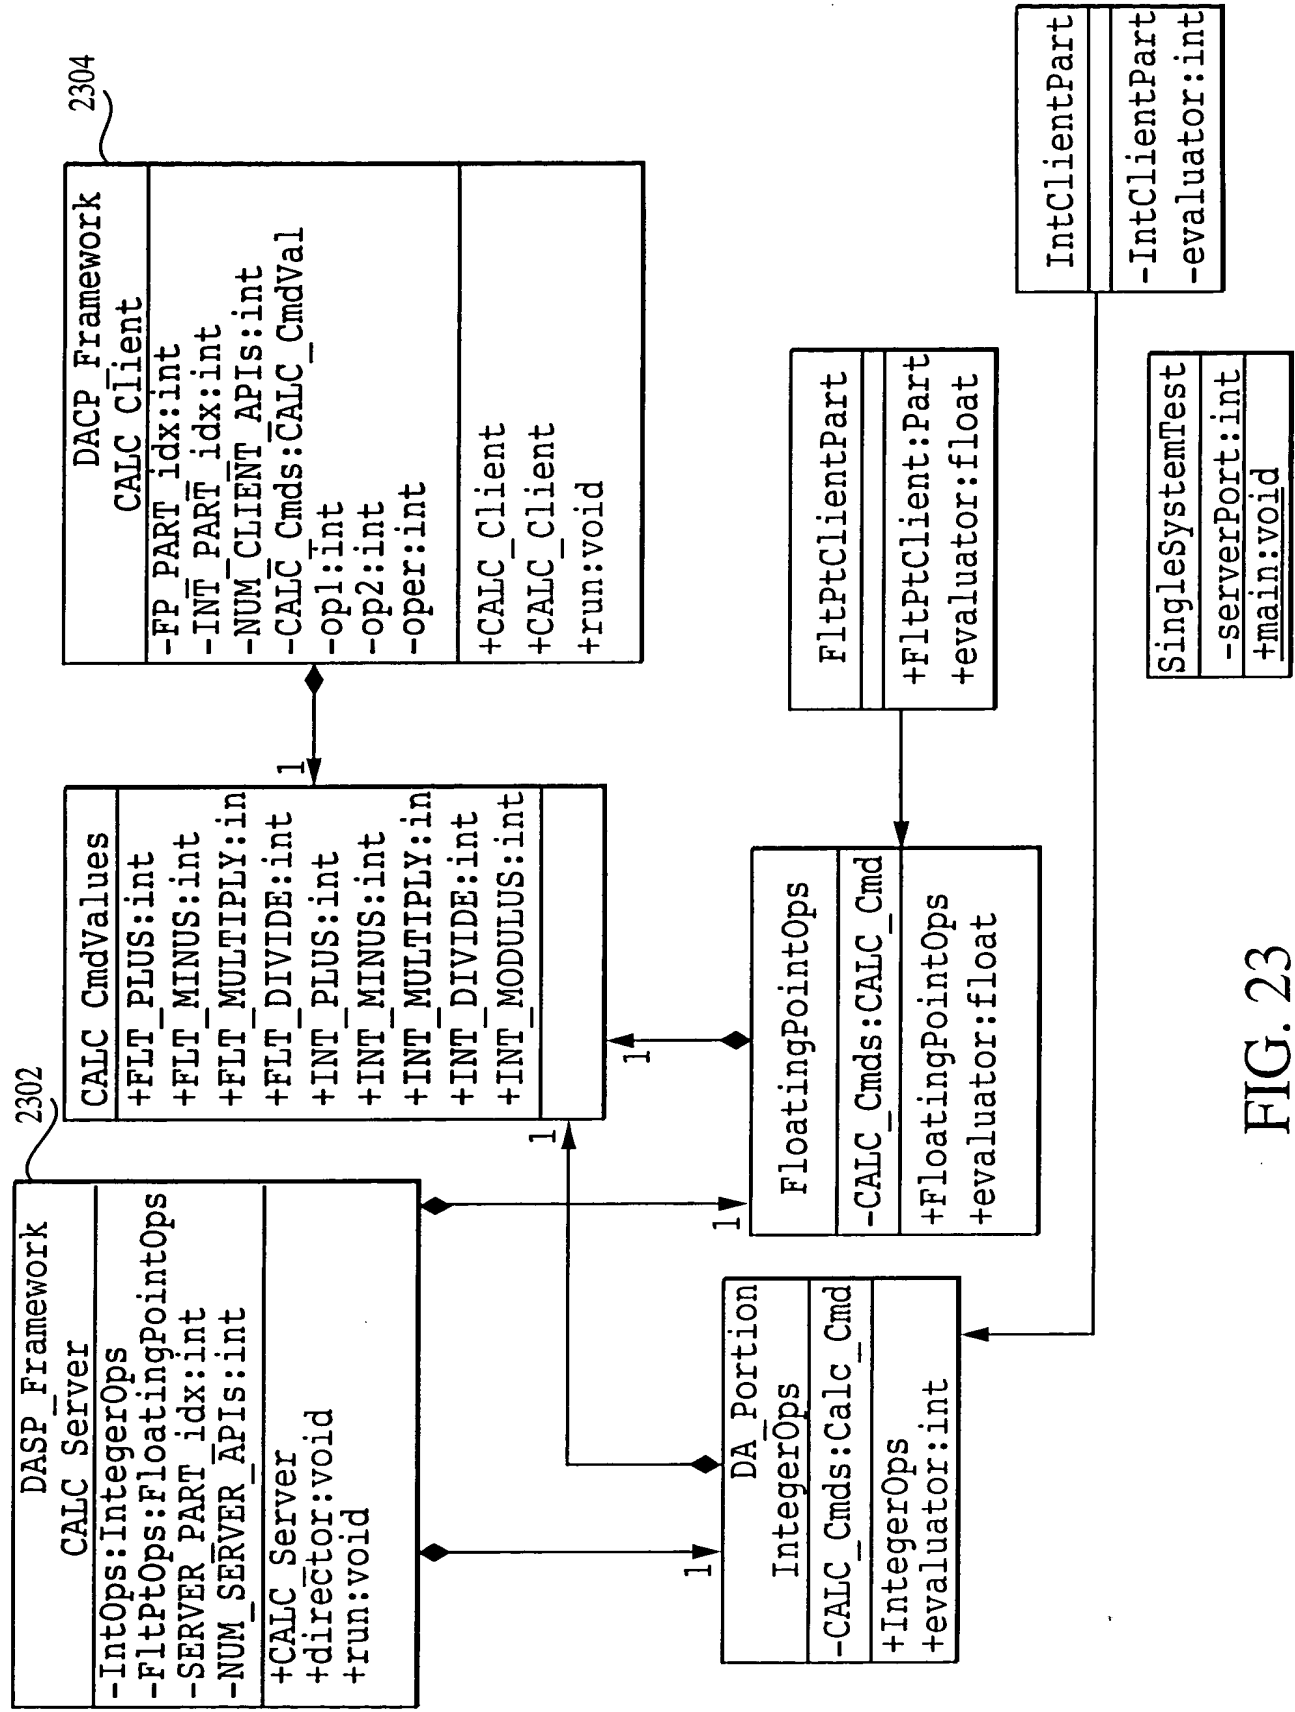 2302
DASP_Framework
CALC_Server
-IntOps:IntegerOps
-FltPtOps:FloatingPointOps
-SERVER_PART_idx:int
-NUM_SERVER_APIs:int
+CALC_Server
+director:void
+run:void
CALC_CmdValues
+FLT_PLUS:int
+FLT_MINUS:int
+FLT_MULTIPLY:in
+FLT_DIVIDE:int
+INT_PLUS:int
+INT_MINUS:int
+INT_MULTIPLY:in
+INT_DIVIDE:int
+INT_MODULUS:int
2304
DACP_Framework
CALC_Client
-FP_PART_idx:int
-INT_PART_idx:int
-NUM_CLIENT_APIs:int
-CALC_Cmds:CALC_CmdVal
-op1:int
-op2:int
-oper:int
+CALC_Client
+CALC_Client
+run:void
1
1
1
1
1
DA_Portion
IntegerOps
-CALC_Cmds:Calc_Cmd
+IntegerOps
+evaluator:int
FloatingPointOps
-CALC_Cmds:CALC_Cmd
+FloatingPointOps
+evaluator:float
FltPtClientPart
+FltPtClient:Part
+evaluator:float
IntClientPart
-IntClientPart
-evaluator:int
SingleSystemTest
-serverPort:int
+main:void
FIG. 23